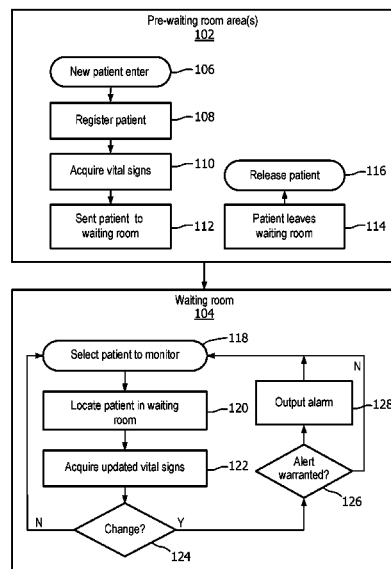 Pre-waiting room area(s)
102
New patient enter
106
Register patient
108
Acquire vital signs
110
Sent patient to
waiting room
112
Release patient
116
Patient leaves
waiting room
114
Waiting room
104
Select patient to monitor
118
Locate patient in waiting
room
120
Acquire updated vital signs
122
Change?
124
N
Y
Alert
warranted?
126
Output alarm
128
N